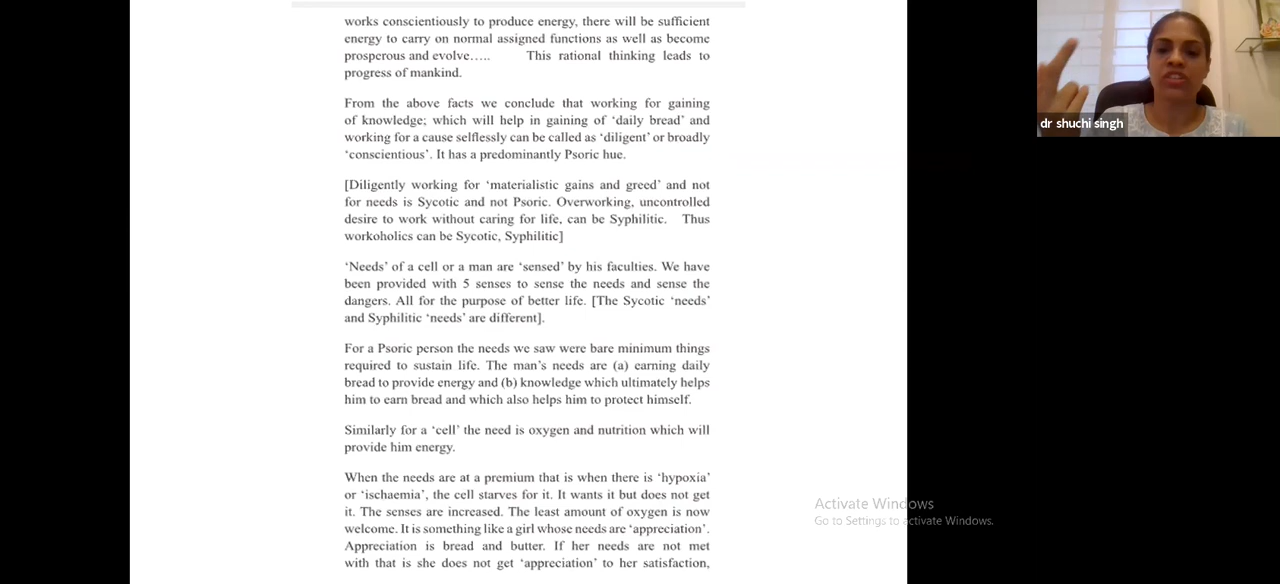 works conscientiously to produce energy, there will be sufficient
energy to carry on normal assigned functions as well as become
prosperous and evolve..... This rational thinking leads to
progress of mankind.
From the above facts we conclude that working for gaining
of knowledge; which will help in gaining of ‘daily bread’ and
working for a cause selflessly can be called as ‘diligent’ or broadly
‘conscientious’. It has a predominantly Psoric hue.
[Diligently working for ‘materialistic gains and greed’ and not
for needs is Sycotic and not Psoric. Overworking, uncontrolled
desire to work without caring for life, can be Syphilitic. Thus
workoholics can be Sycotic, Syphilitic]
‘Needs’ of a cell or a man are ‘sensed’ by his faculties. We have
been provided with 5 senses to sense the needs and sense the
dangers. All for the purpose of better life. [The Sycotic ‘needs’
and Syphilitic ‘needs’ are different].
For a Psoric person the needs we saw were bare minimum things
required to sustain life. The man’s needs are (a) earning daily
bread to provide energy and (b) knowledge which ultimately helps
him to earn bread and which also helps him to protect himself.
Similarly for a ‘cell’ the need is oxygen and nutrition which will
provide him energy.
When the needs are at a premium that is when there is ‘hypoxia’
or ‘ischaemia’, the cell starves for it. It wants it but does not get
it. The senses are increased. The least amount of oxygen is now
welcome. It is something like a girl whose needs are ‘appreciation’.
Appreciation is bread and butter. If her needs are not met
with that is she does not get ‘appreciation’ to her satisfaction,
dr shuchi singh
Activate Windows
Go to Settings to activate Windows.